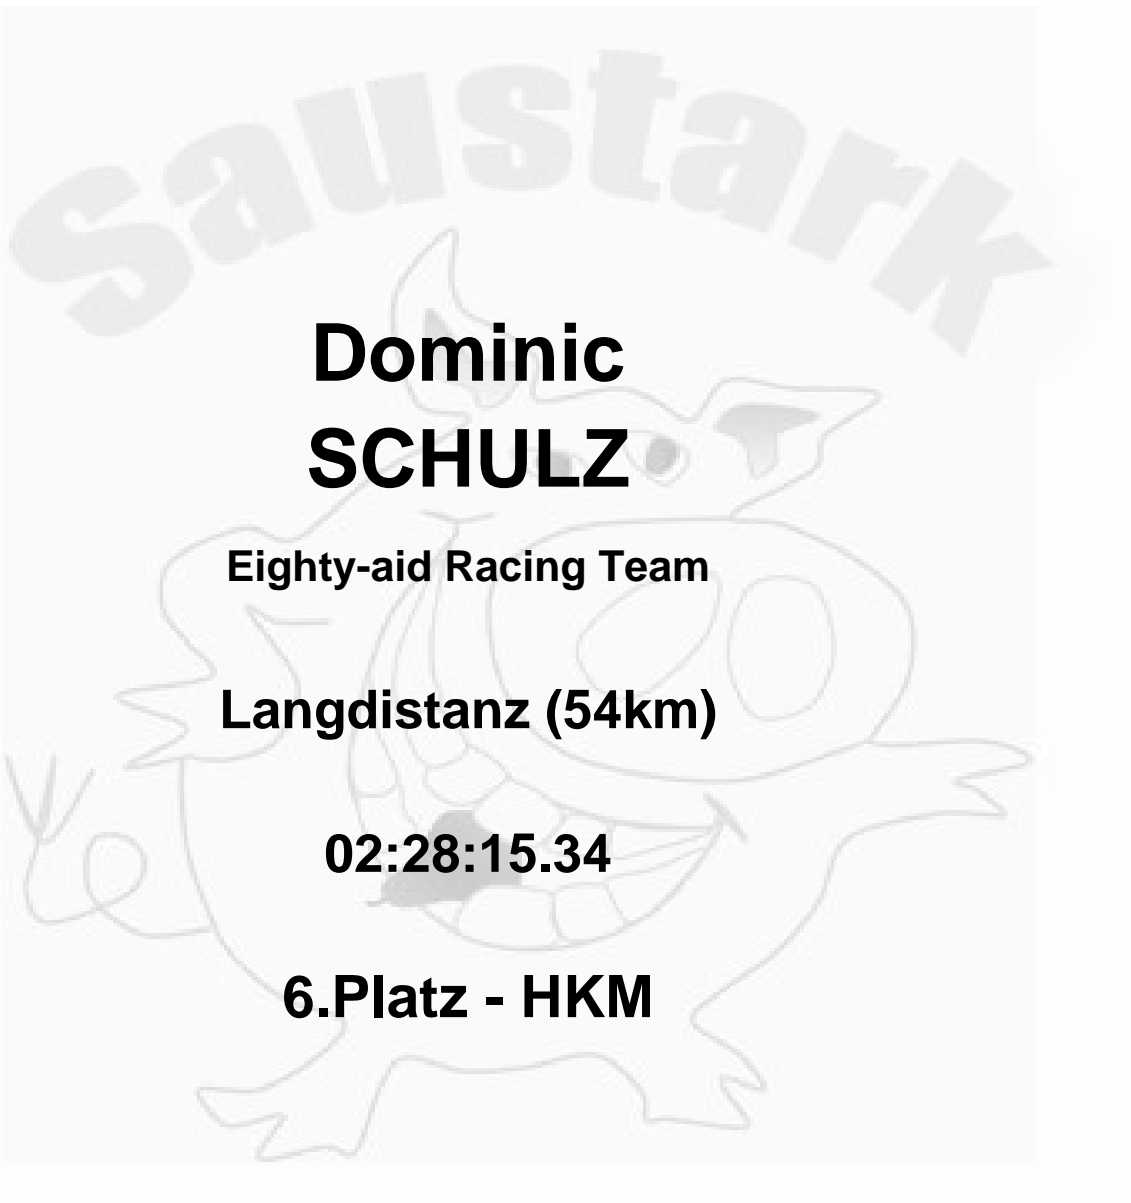 Saustark
Dominic
SCHULZ
Eighty-aid Racing Team
Langdistanz (54km)
02:28:15.34
6.Platz - HKM